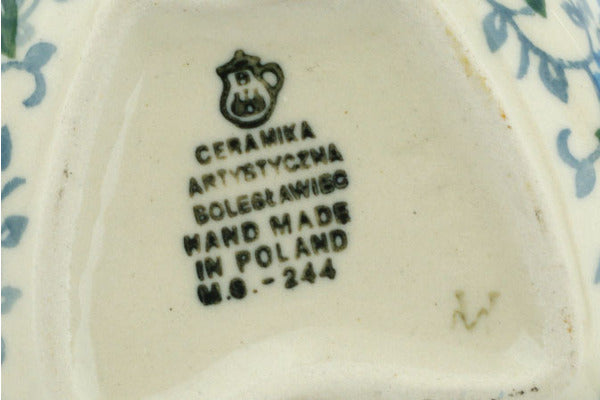 CERAMIKA
ARTYSTYCZNA
BOLESŁAWIEC
HAND MADE
IN POLAND
M.G.-244
W